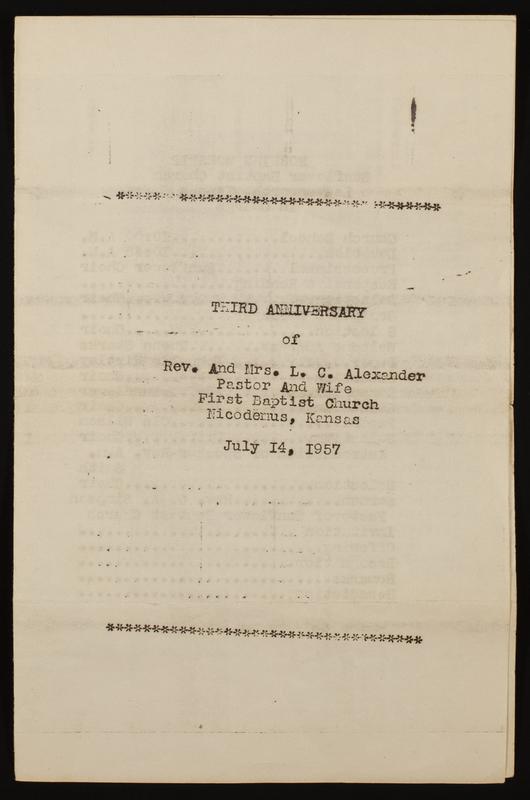 ***********************************
THIRD ANNIVERSARY
of
Rev. And Mrs. L. C. Alexander
Pastor And Wife
First Baptist Church
Nicodemus, Kansas
July 14, 1957
***********************************